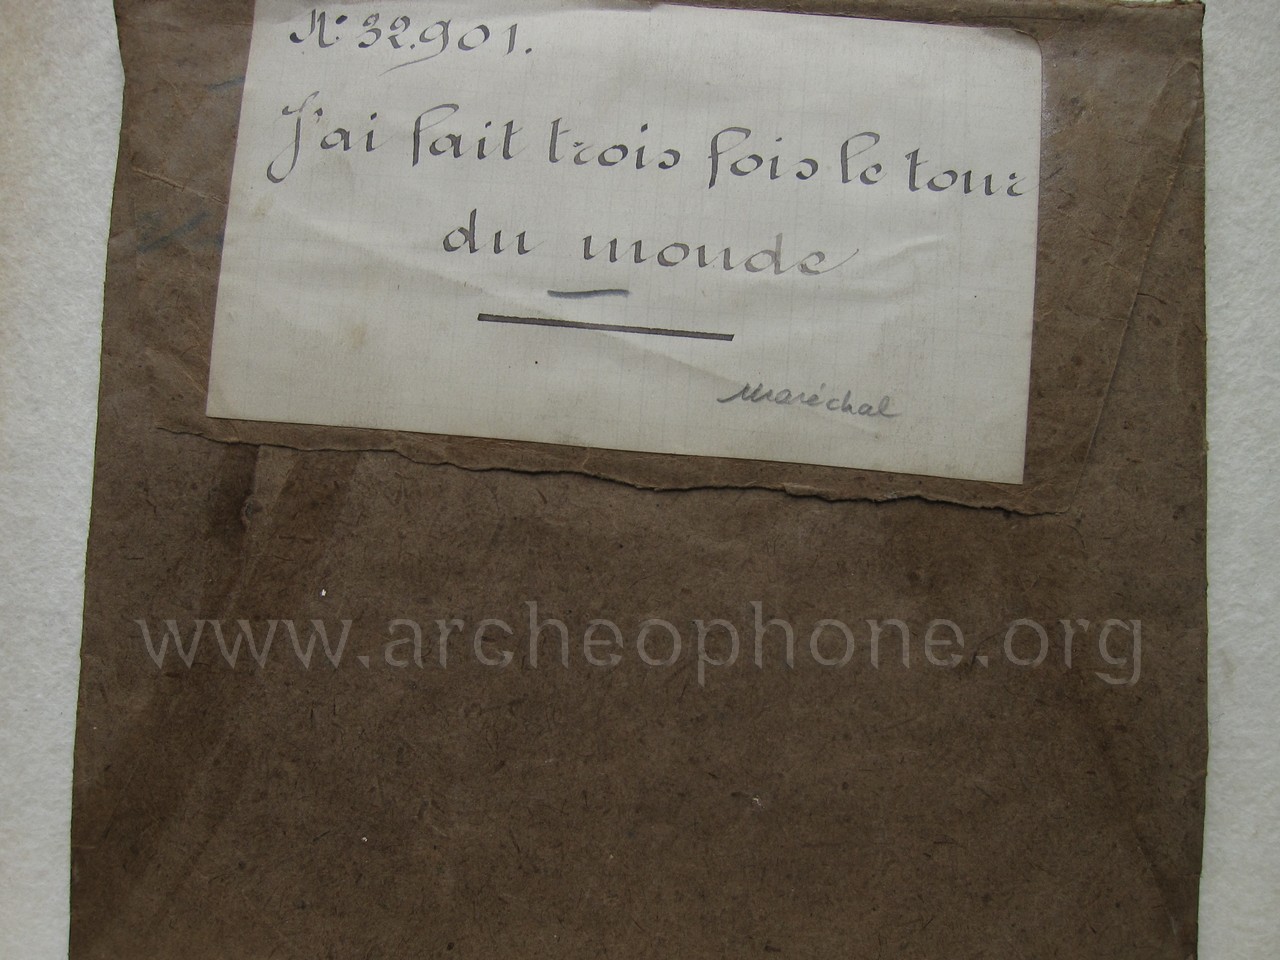 N° 32.901.
J'ai fait trois fois le tour
du monde
Maréchal
www.archeophone.org